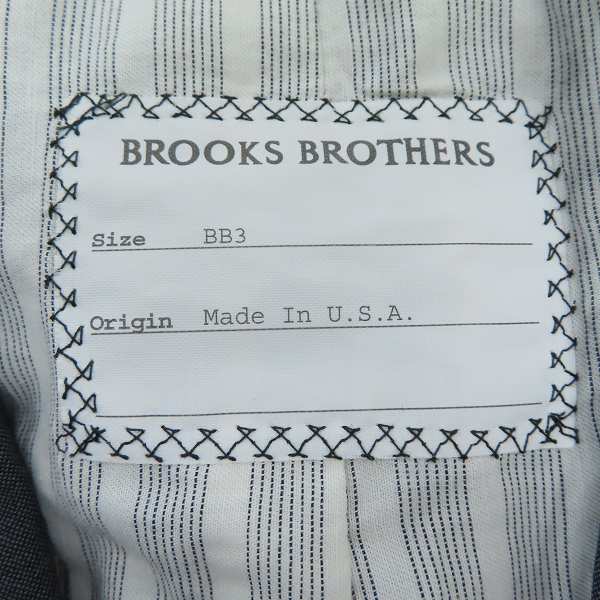 BROOKS BROTHERS
Size BB3
Origin Made In U.S.A.